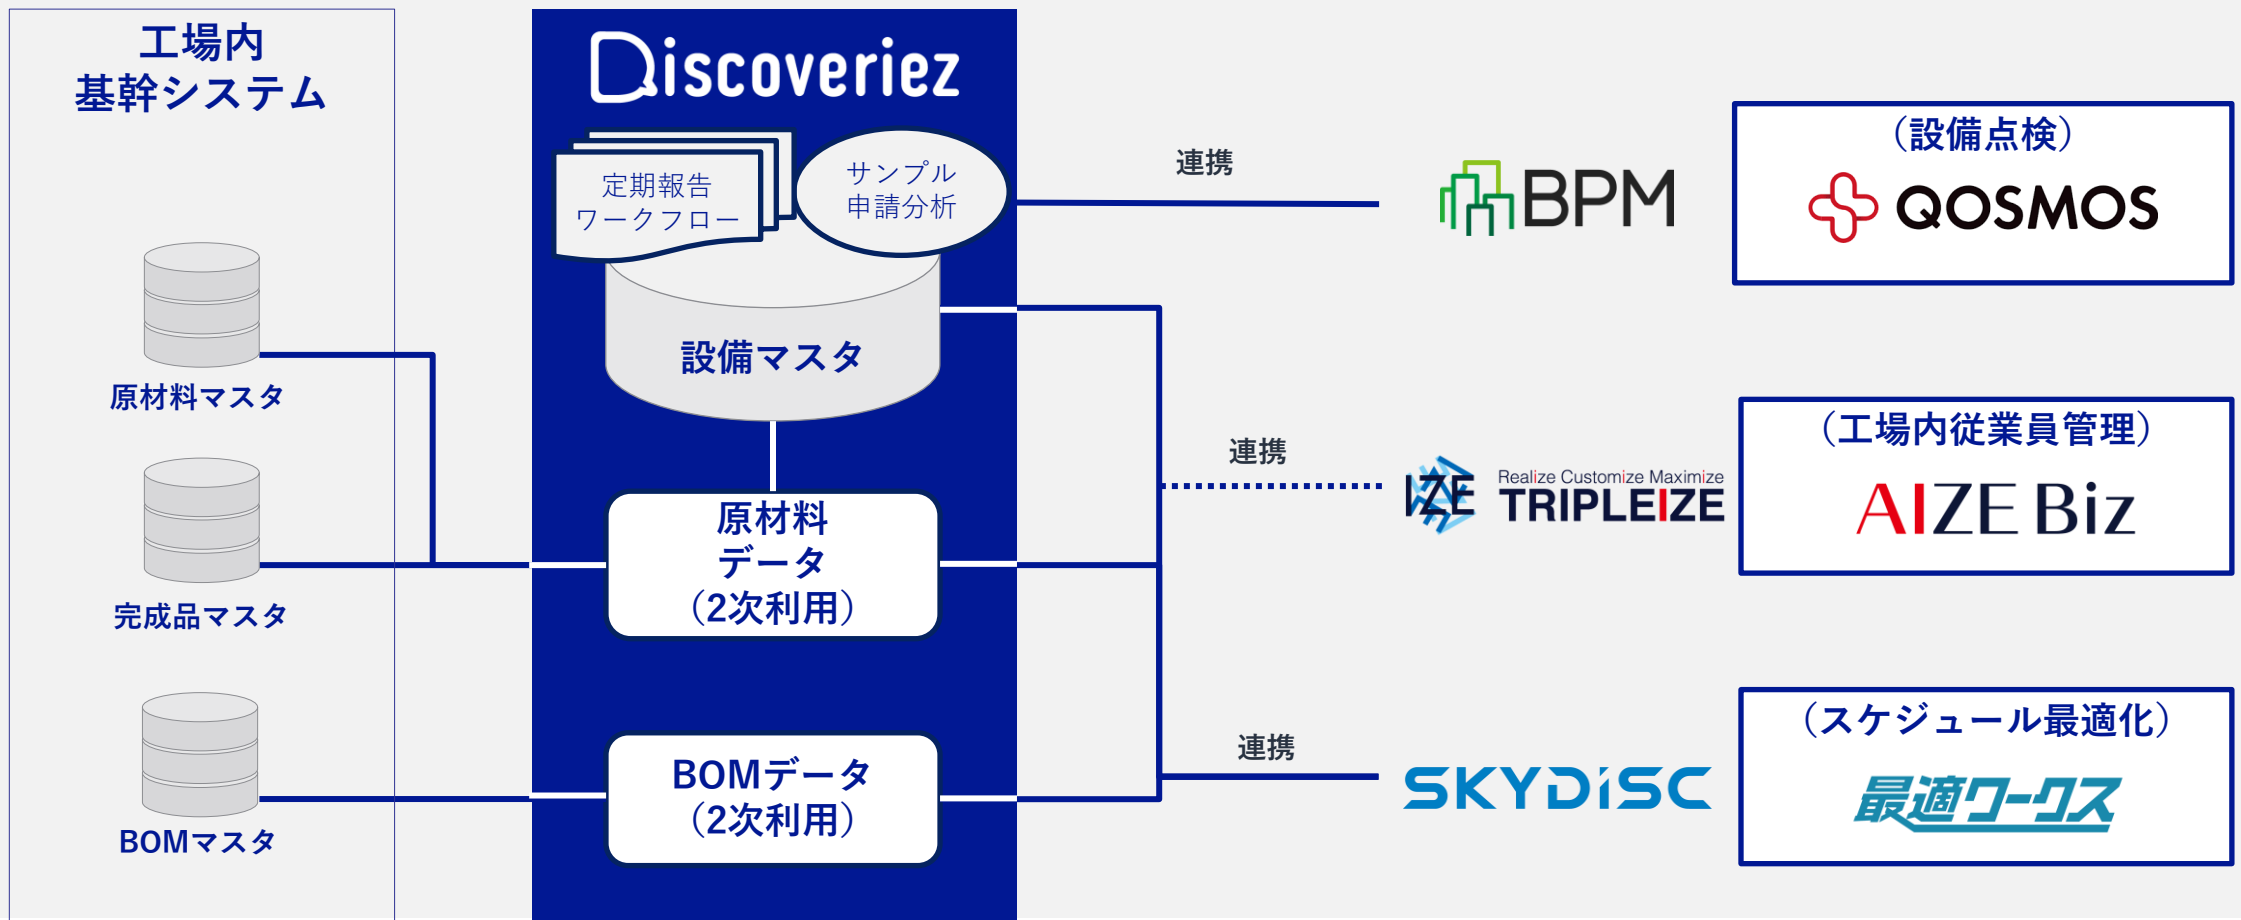 工場内
基幹システム
原材料マスタ
完成品マスタ
BOMマスタ
Discoveriez
定期報告
ワークフロー
サンプル
申請分析
設備マスタ
原材料
データ
（2次利用）
BOMデータ
（2次利用）
連携
BPM
（設備点検）
QOSMOS
連携
IZE
Realize Customize Maximize
TRIPLEIZE
（工場内従業員管理）
AIZE Biz
連携
SKYDiSC
（スケジュール最適化）
最適ワークス